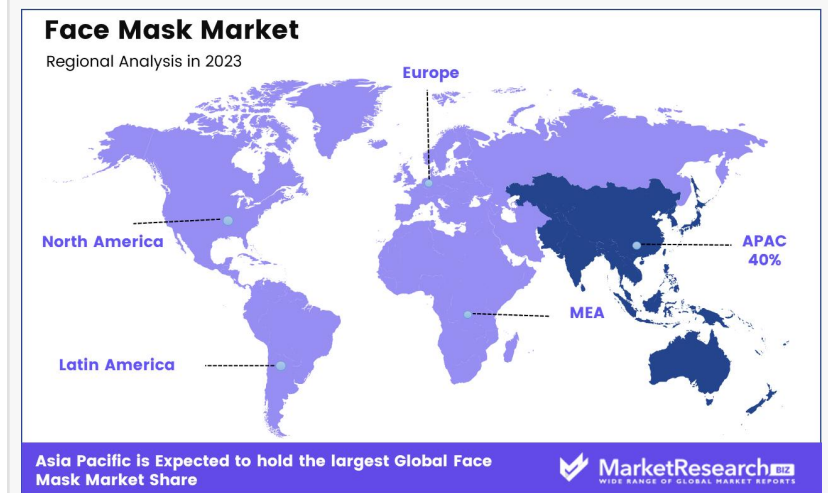 Face Mask Market
Regional Analysis in 2023
Europe
North America
APAC
40%
MEA
Latin America
Asia Pacific is Expected to hold the largest Global Face
Mask Market Share
MarketResearch BIZ
WIDE RANGE OF GLOBAL MARKET REPORTS